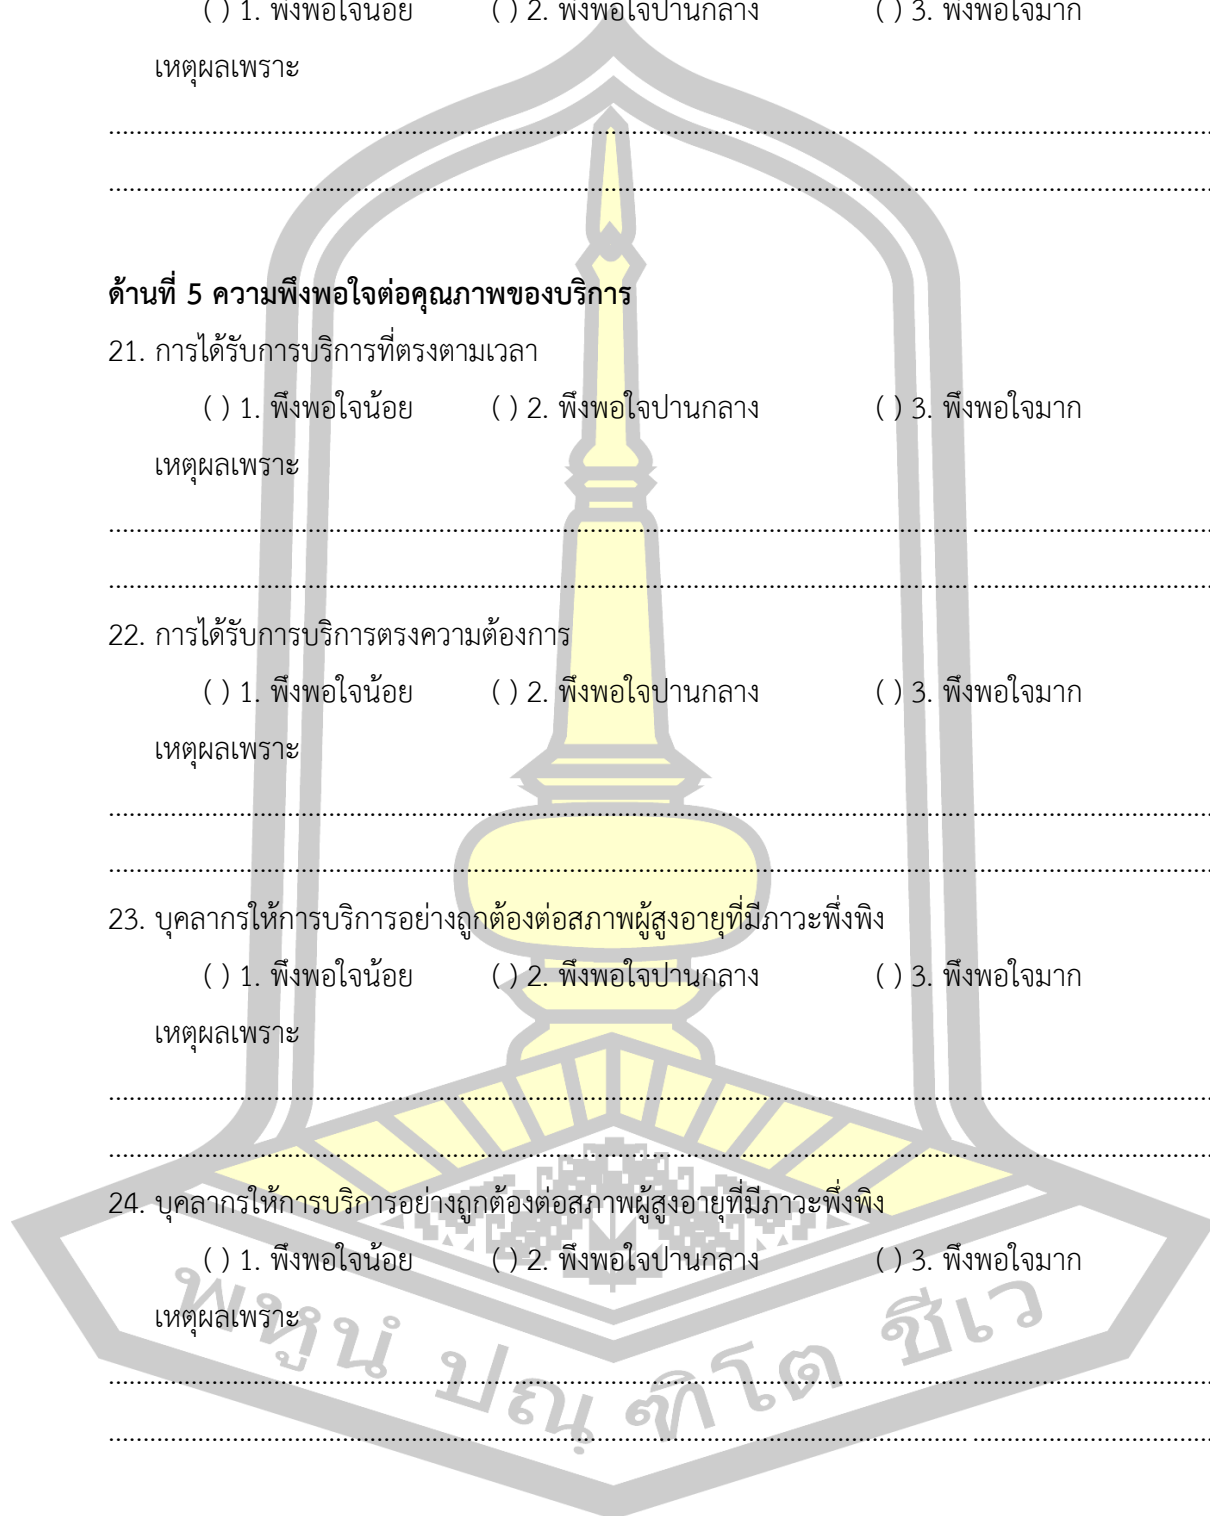 ( ) 1. พึงพอใจน้อย ( ) 2. พึงพอใจปานกลาง ( ) 3. พึงพอใจมาก
เหตุผลเพราะ
........................................................................................................................................................
........................................................................................................................................................
ด้านที่ 5 ความพึงพอใจต่อคุณภาพของบริการ
21. การได้รับการบริการที่ตรงตามเวลา
( ) 1. พึงพอใจน้อย ( ) 2. พึงพอใจปานกลาง ( ) 3. พึงพอใจมาก
เหตุผลเพราะ
........................................................................................................................................................
........................................................................................................................................................
22. การได้รับการบริการตรงความต้องการ
( ) 1. พึงพอใจน้อย ( ) 2. พึงพอใจปานกลาง ( ) 3. พึงพอใจมาก
เหตุผลเพราะ
........................................................................................................................................................
........................................................................................................................................................
23. บุคลากรให้การบริการอย่างถูกต้องต่อสภาพผู้สูงอายุที่มีภาวะพึ่งพิง
( ) 1. พึงพอใจน้อย ( ) 2. พึงพอใจปานกลาง ( ) 3. พึงพอใจมาก
เหตุผลเพราะ
........................................................................................................................................................
........................................................................................................................................................
24. บุคลากรให้การบริการอย่างถูกต้องต่อสภาพผู้สูงอายุที่มีภาวะพึ่งพิง
( ) 1. พึงพอใจน้อย ( ) 2. พึงพอใจปานกลาง ( ) 3. พึงพอใจมาก
เหตุผลเพราะ
........................................................................................................................................................
........................................................................................................................................................
พหูนํ ปณฺฑิโต ชีเว